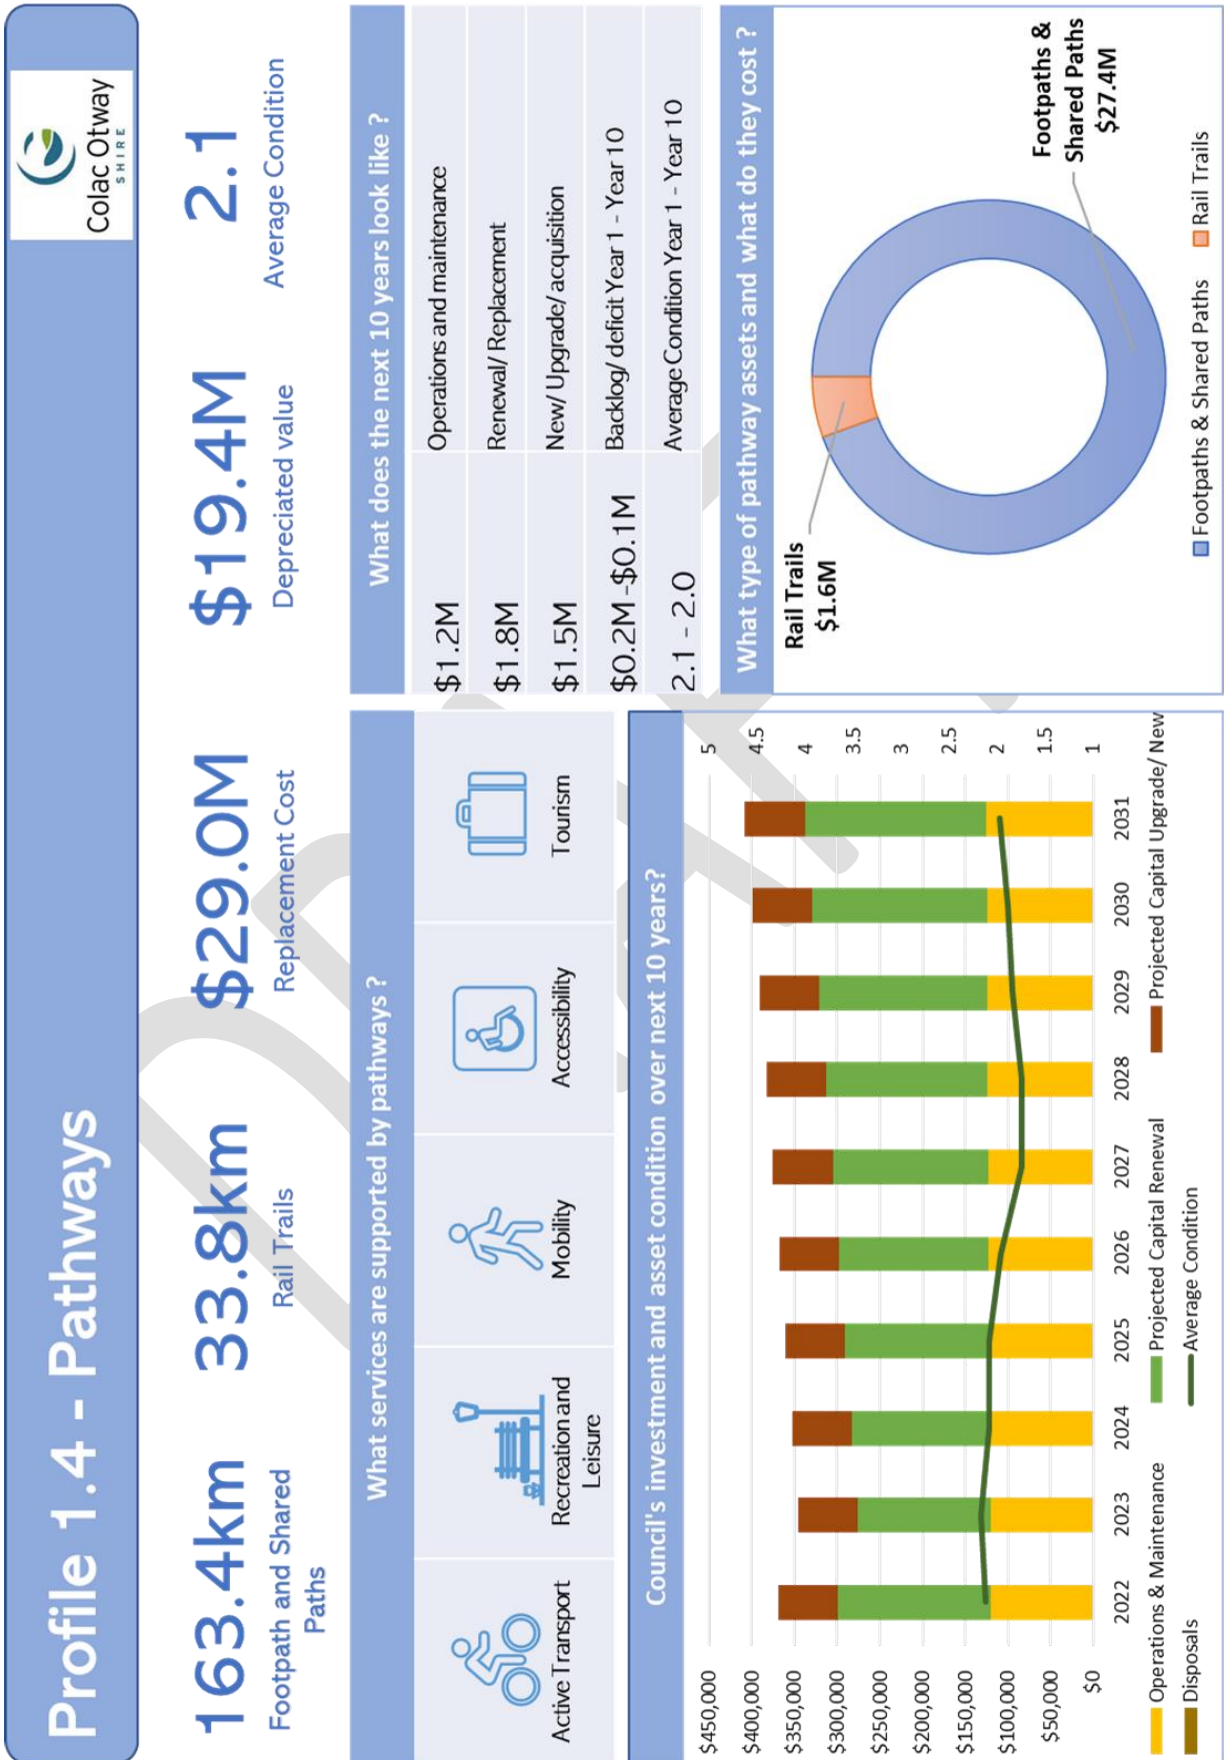 Profile 1.4 - Pathways
Colac Otway
SHIRE
163.4km
Footpath and Shared
Paths
33.8km
Rail Trails
$29.0M
Replacement Cost
$19.4M
Depreciated value
2.1
Average Condition
What services are supported by pathways ?
Active Transport
Recreation and
Leisure
Mobility
Accessibility
Tourism
What does the next 10 years look like ?
$1.2M Operations and maintenance
$1.8M Renewal/ Replacement
$1.5M New/ Upgrade/ acquisition
$0.2M-$0.1M Backlog/ deficit Year 1 - Year 10
2.1 - 2.0 Average Condition Year 1 - Year 10
Council's investment and asset condition over next 10 years?
$450,000
$400,000
$350,000
$300,000
$250,000
$200,000
$150,000
$100,000
$50,000
$0
5
4.5
4
3.5
3
2.5
2
1.5
1
2022 2023 2024 2025 2026 2027 2028 2029 2030 2031
Operations & Maintenance Projected Capital Renewal Projected Capital Upgrade/ New
Disposals Average Condition
What type of pathway assets and what do they cost ?
Rail Trails
$1.6M
Footpaths &
Shared Paths
$27.4M
Footpaths & Shared Paths Rail Trails